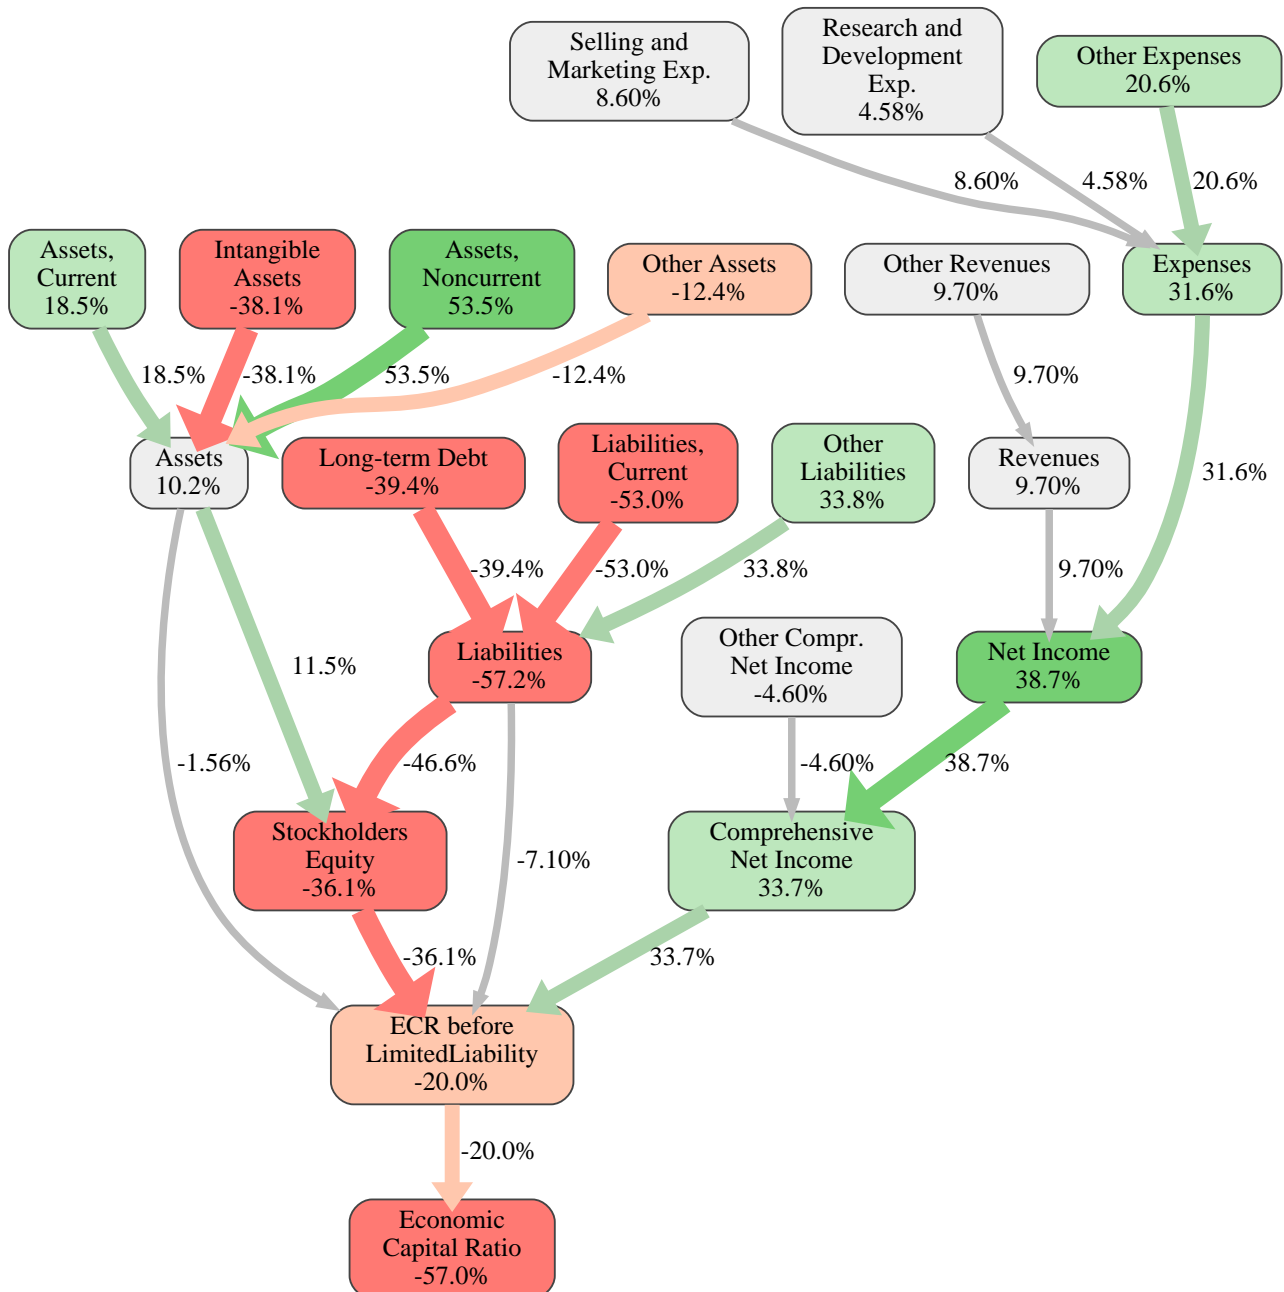 Selling and
Marketing Exp.
8.60%
Research and
Development
Exp.
4.58%
Other Expenses
20.6%
8.60%
4.58%
20.6%
Assets,
Current
18.5%
Intangible
Assets
-38.1%
Assets,
Noncurrent
53.5%
Other Assets
-12.4%
Other Revenues
9.70%
Expenses
31.6%
18.5%
-38.1%
53.5%
-12.4%
9.70%
Assets
10.2%
Long-term Debt
-39.4%
Liabilities,
Current
-53.0%
Other
Liabilities
33.8%
Revenues
9.70%
31.6%
-39.4%
-53.0%
33.8%
9.70%
11.5%
Liabilities
-57.2%
Other Compr.
Net Income
-4.60%
Net Income
38.7%
-1.56%
-46.6%
-4.60%
38.7%
Stockholders
Equity
-36.1%
-7.10%
Comprehensive
Net Income
33.7%
-36.1%
33.7%
ECR before
LimitedLiability
-20.0%
-20.0%
Economic
Capital Ratio
-57.0%